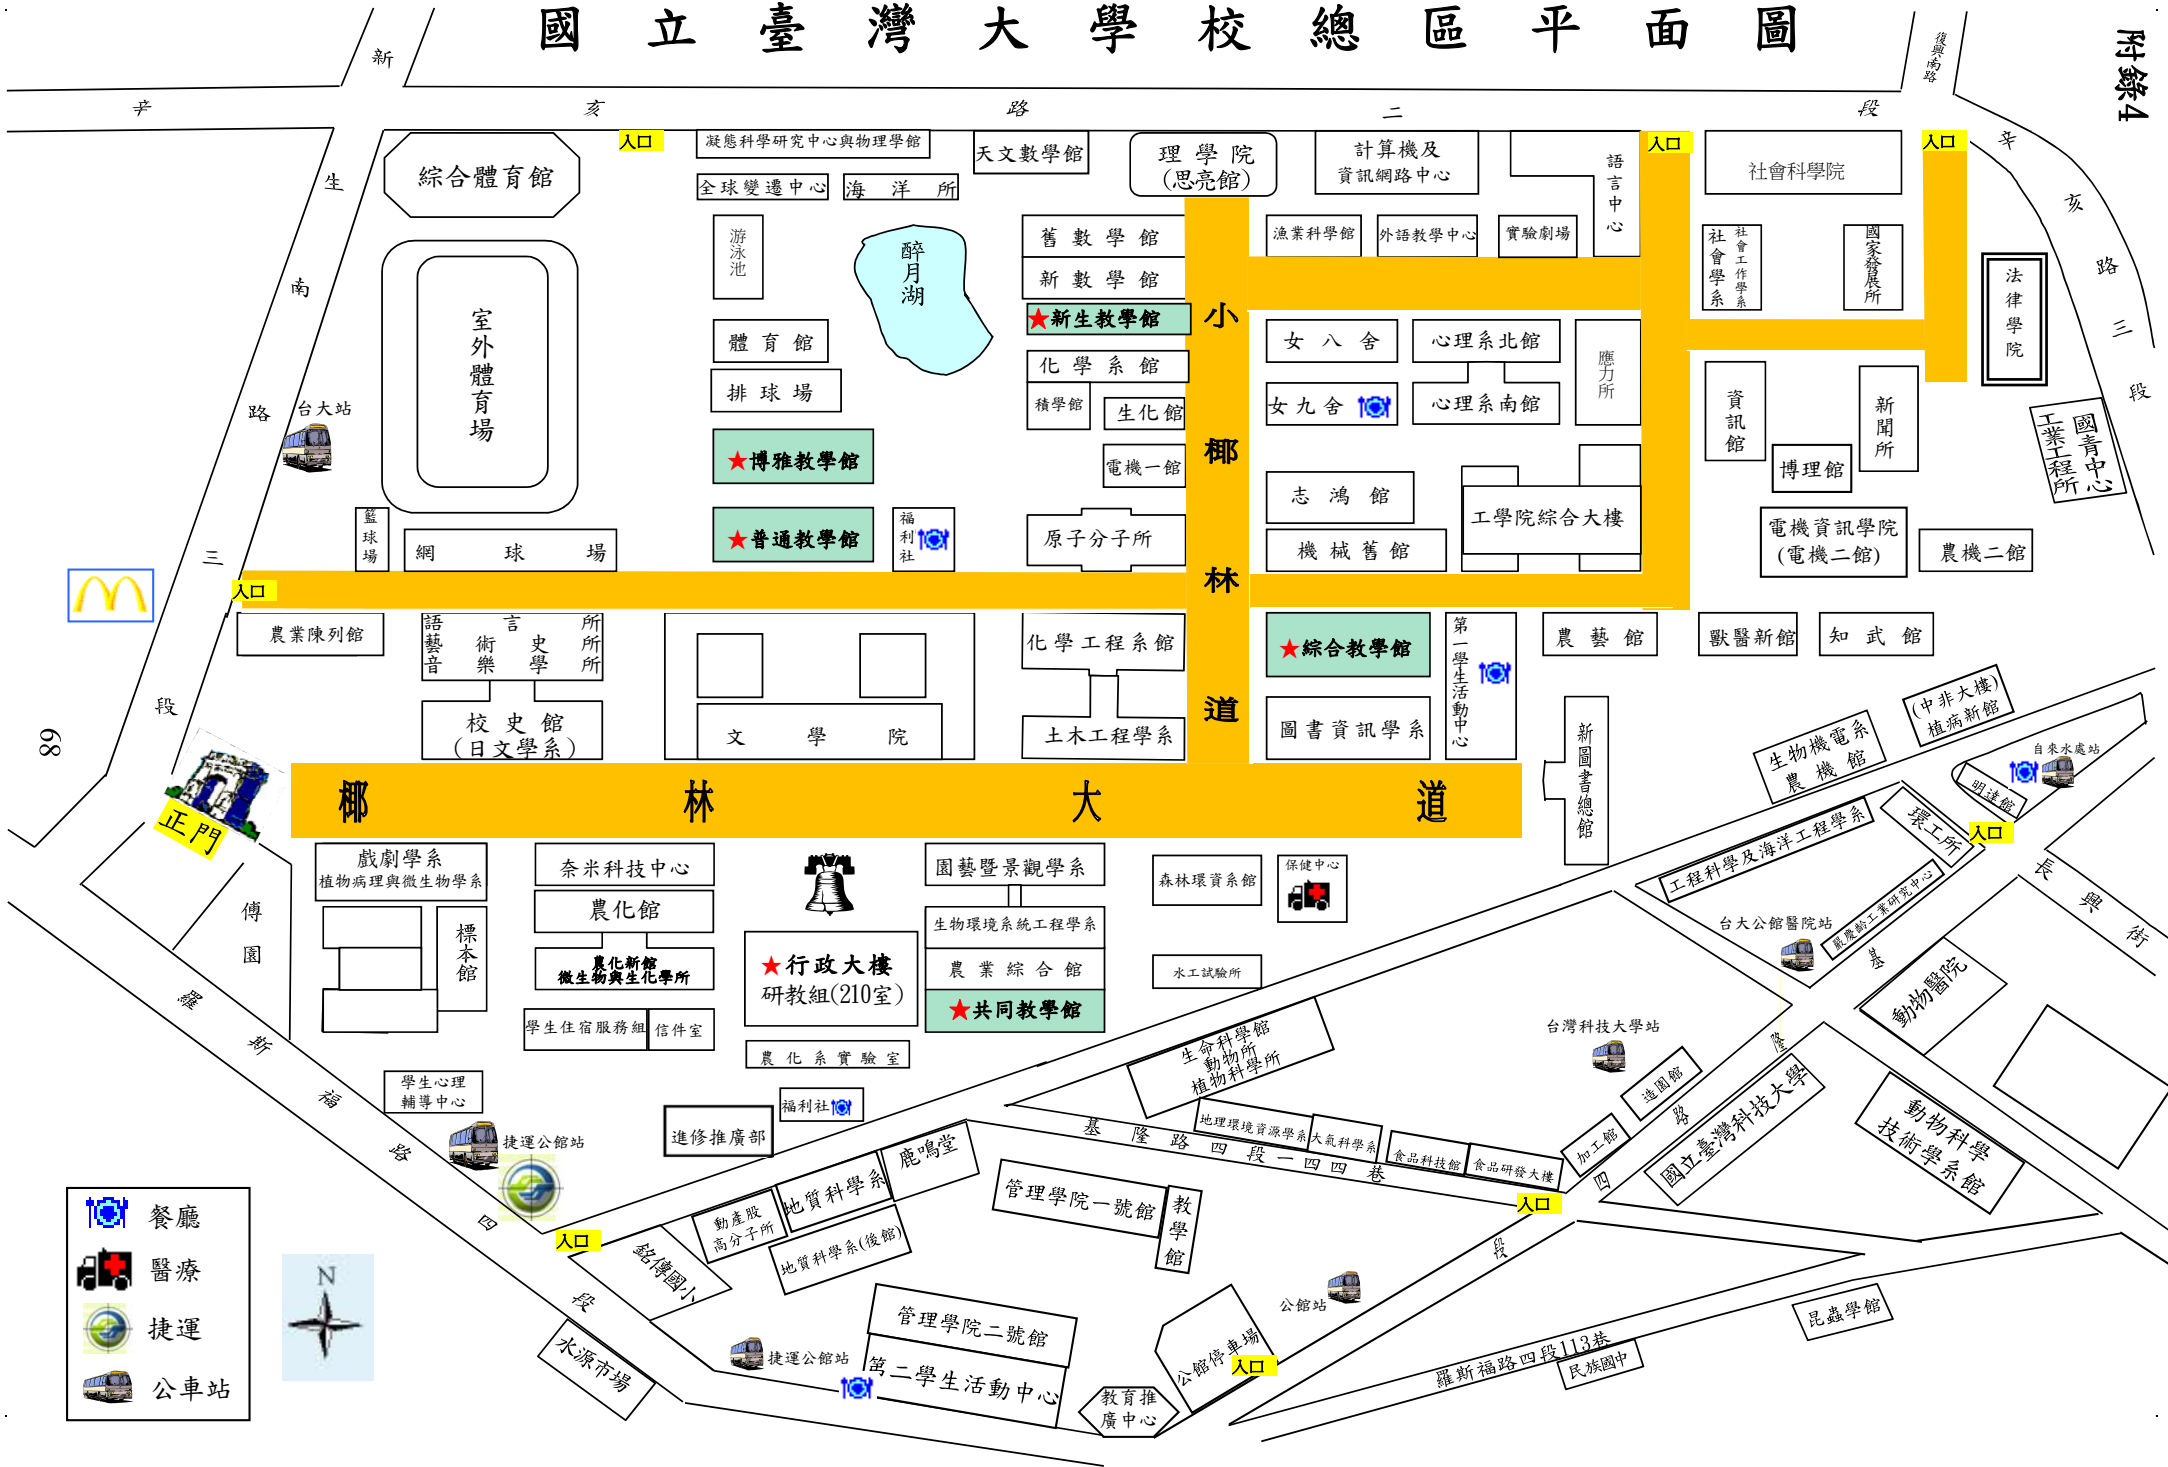 國立臺灣大學校總區平面圖
附錄4
新
復興南路
辛亥路二段
入口
凝態科學研究中心與物理學館
天文數學館
理學院
(思亮館)
計算機及
資訊網路中心
語言中心
入口
社會科學院
入口
辛亥路三段
綜合體育館
生
全球變遷中心
海洋所
游泳池
醉月湖
舊數學館
漁業科學館
外語教學中心
實驗劇場
社會學系
社會工作學系
國家發展所
法律學院
南
新數學館
室外體育場
★新生教學館
小椰林道
體育館
化學系館
女八舍
心理系北館
應力所
排球場
積學館
生化館
女九舍
心理系南館
資訊館
新聞所
路
台大站
國青中心
工業工程所
★博雅教學館
電機一館
博理館
志鴻館
工學院綜合大樓
籃球場
網球場
★普通教學館
福利社
原子分子所
機械舊館
電機資訊學院
(電機二館)
農機二館
三
入口
農業陳列館
語言所
藝術史所
音樂學所
化學工程系館
★綜合教學館
第一學生活動中心
農藝館
獸醫新館
知武館
段
校史館
(日文學系)
文學院
土木工程學系
圖書資訊學系
新圖書總館
(中非大樓)
植病新館
生物機電系
農機館
自來水處站
明達館
68
正門
椰林大道
環工所
入口
工程科學及海洋工程學系
嚴慶齡工業研究中心
長興街
戲劇學系
植物病理與微生物學系
奈米科技中心
園藝暨景觀學系
森林環資系館
保健中心
傅園
標本館
農化館
生物環境系統工程學系
台大公館醫院站
農化新館
微生物與生化學所
★行政大樓
研教組(210室)
農業綜合館
水工試驗所
★共同教學館
動物醫院
學生住宿服務組
信件室
農化系實驗室
生命科學館
動物所
植物科學所
台灣科技大學站
造園館
國立臺灣科技大學
動物科學
技術學系館
羅斯福路四段
學生心理
輔導中心
福利社
進修推廣部
捷運公館站
基隆路四段一四四巷
地理環境資源學系
大氣科學系
食品科技館
食品研發大樓
加工館
基隆路四段
入口
鹿鳴堂
地質科學系
動產股
高分子所
地質科學系(後館)
管理學院一號館
教學館
入口
銘傳國小
餐廳
醫療
捷運
公車站
N
水源市場
捷運公館站
管理學院二號館
第二學生活動中心
教育推
廣中心
公館停車場
入口
公館站
羅斯福路四段113巷
民族國中
昆蟲學館